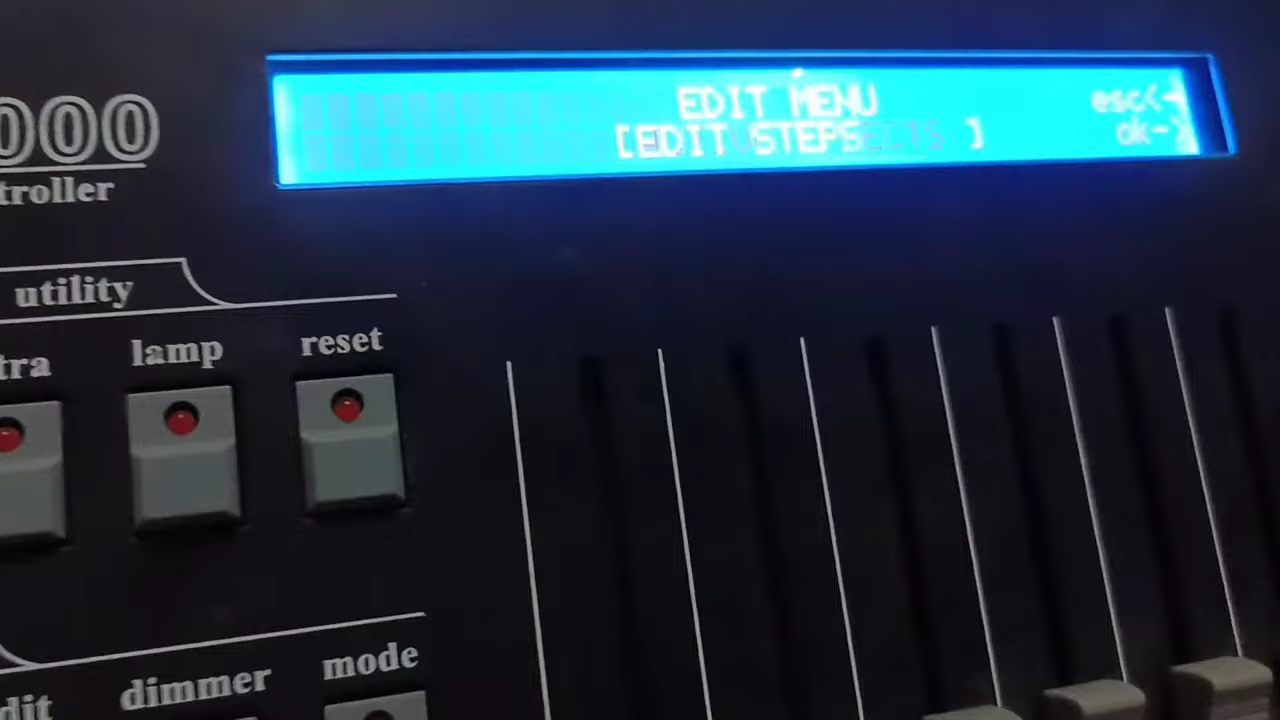 EDIT MENU esc<-
[EDIT STEPS ] ok->
000
troller
utility
tra lamp reset
dit dimmer mode